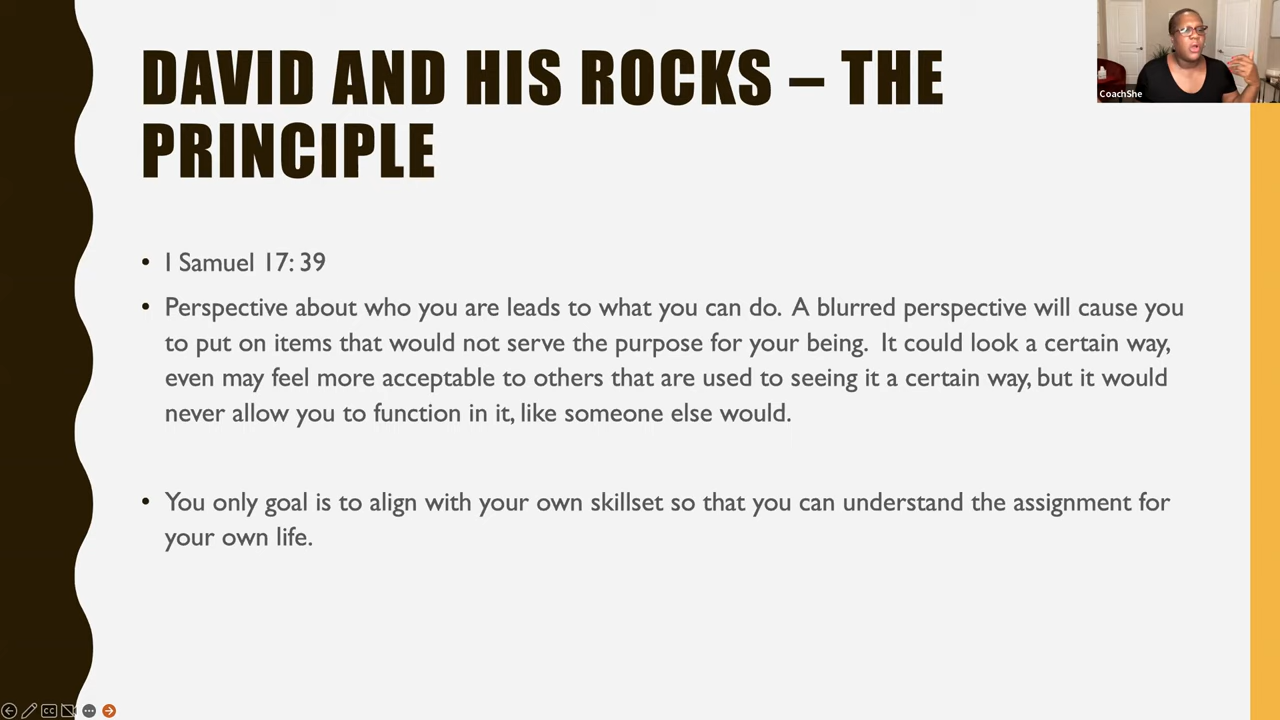 DAVID AND HIS ROCKS – THE
PRINCIPLE
CoachShe
• I Samuel 17: 39
• Perspective about who you are leads to what you can do. A blurred perspective will cause you
to put on items that would not serve the purpose for your being. It could look a certain way,
even may feel more acceptable to others that are used to seeing it a certain way, but it would
never allow you to function in it, like someone else would.
• You only goal is to align with your own skillset so that you can understand the assignment for
your own life.
CC